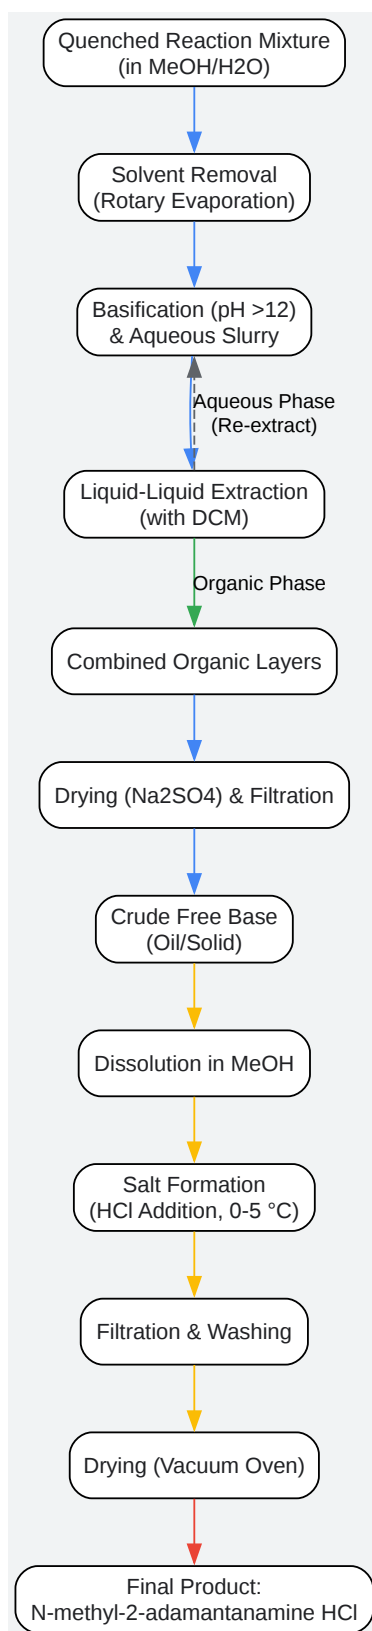 Quenched Reaction Mixture
(in MeOH/H2O)
Solvent Removal
(Rotary Evaporation)
Basification (pH >12)
& Aqueous Slurry
Aqueous Phase
(Re-extract)
Liquid-Liquid Extraction
(with DCM)
Organic Phase
Combined Organic Layers
Drying (Na2SO4) & Filtration
Crude Free Base
(Oil/Solid)
Dissolution in MeOH
Salt Formation
(HCl Addition, 0-5 °C)
Filtration & Washing
Drying (Vacuum Oven)
Final Product:
N-methyl-2-adamantanamine HCl